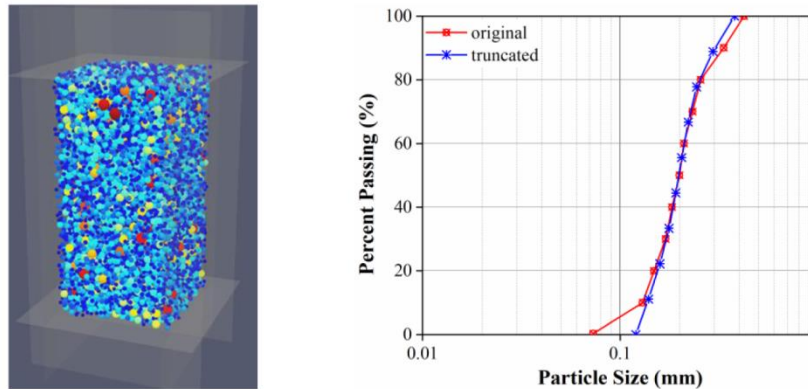 100
original
truncated
80
60
40
20
0
0.01
0.1
Percent Passing (%)
Particle Size (mm)